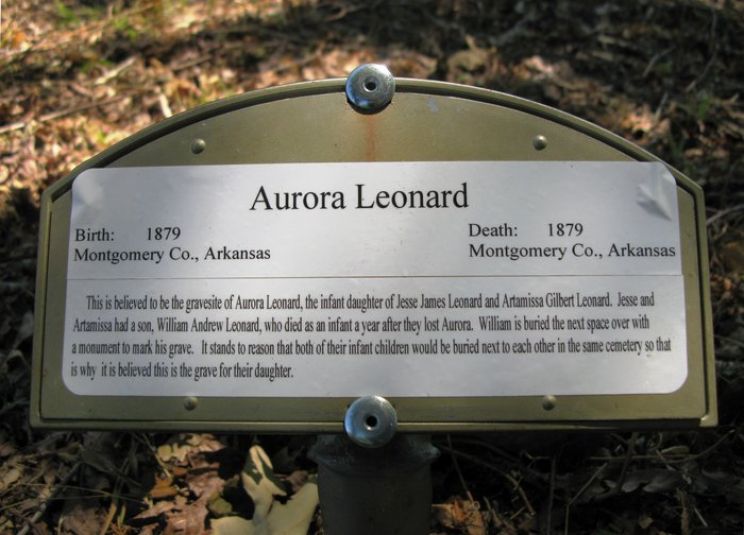 Aurora Leonard
Birth: 1879
Montgomery Co., Arkansas
Death: 1879
Montgomery Co., Arkansas
This is believed to be the gravesite of Aurora Leonard, the infant daughter of Jesse James Leonard and Artamissa Gilbert Leonard. Jesse and
Artamissa had a son, William Andrew Leonard, who died as an infant a year after they lost Aurora. William is buried the next space over with
a monument to mark his grave. It stands to reason that both of their infant children would be buried next to each other in the same cemetery so that
is why it is believed this is the grave for their daughter.